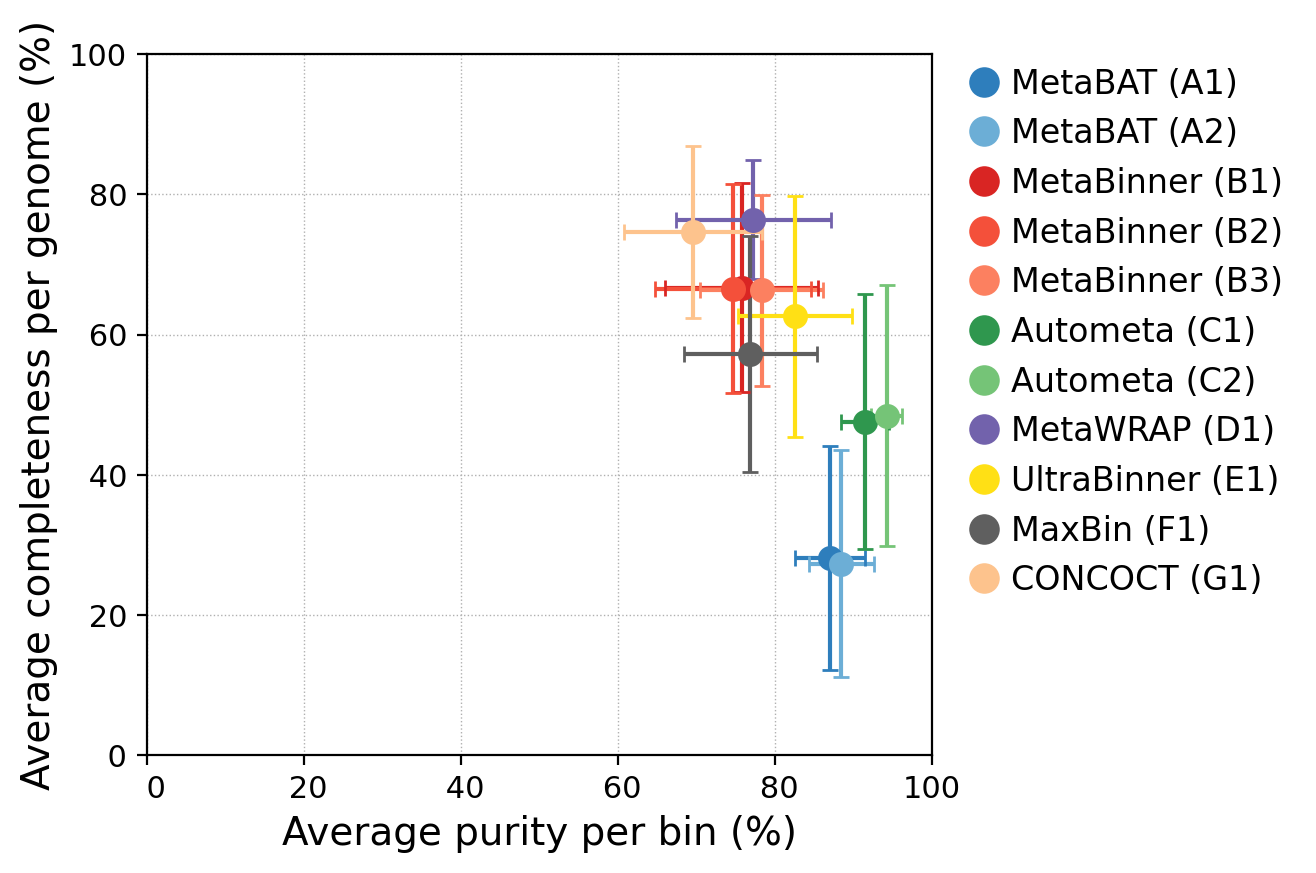 Average completeness per genome (%)
100
80
60
40
20
0
0 20 40 60 80 100
Average purity per bin (%)
MetaBAT (A1)
MetaBAT (A2)
MetaBinner (B1)
MetaBinner (B2)
MetaBinner (B3)
Autometa (C1)
Autometa (C2)
MetaWRAP (D1)
UltraBinner (E1)
MaxBin (F1)
CONCOCT (G1)